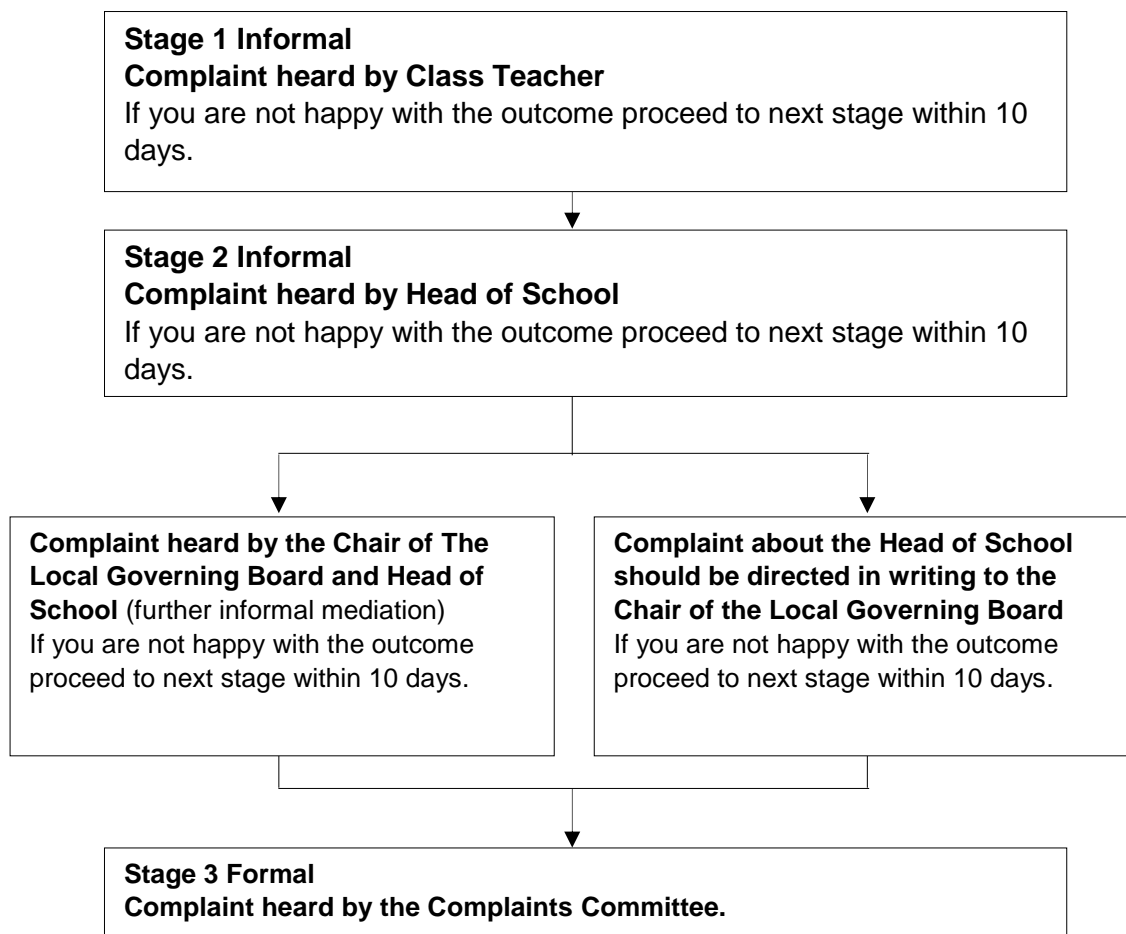 Stage 1 Informal
Complaint heard by Class Teacher
If you are not happy with the outcome proceed to next stage within 10
days.
Stage 2 Informal
Complaint heard by Head of School
If you are not happy with the outcome proceed to next stage within 10
days.
Complaint heard by the Chair of The
Local Governing Board and Head of
School (further informal mediation)
If you are not happy with the outcome
proceed to next stage within 10 days.
Complaint about the Head of School
should be directed in writing to the
Chair of the Local Governing Board
If you are not happy with the outcome
proceed to next stage within 10 days.
Stage 3 Formal
Complaint heard by the Complaints Committee.